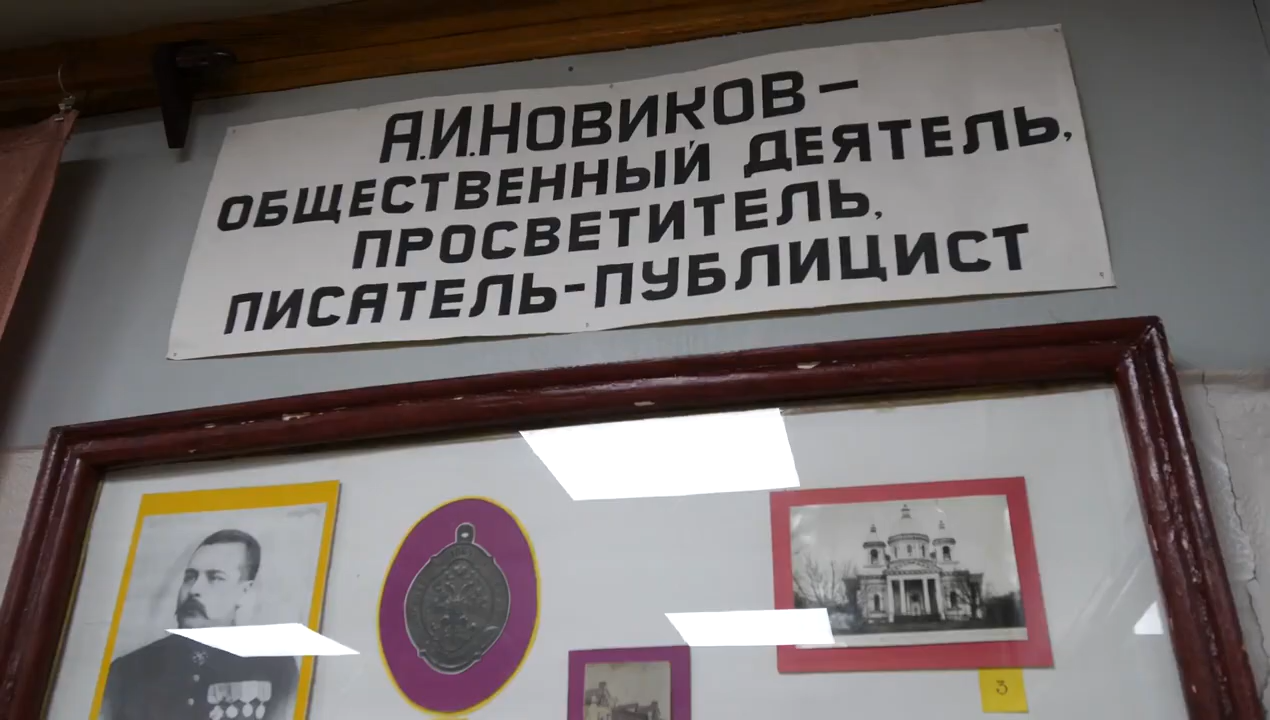 А.И.НОВИКОВ–
ОБЩЕСТВЕННЫЙ ДЕЯТЕЛЬ,
ПРОСВЕТИТЕЛЬ,
ПИСАТЕЛЬ-ПУБЛИЦИСТ
3